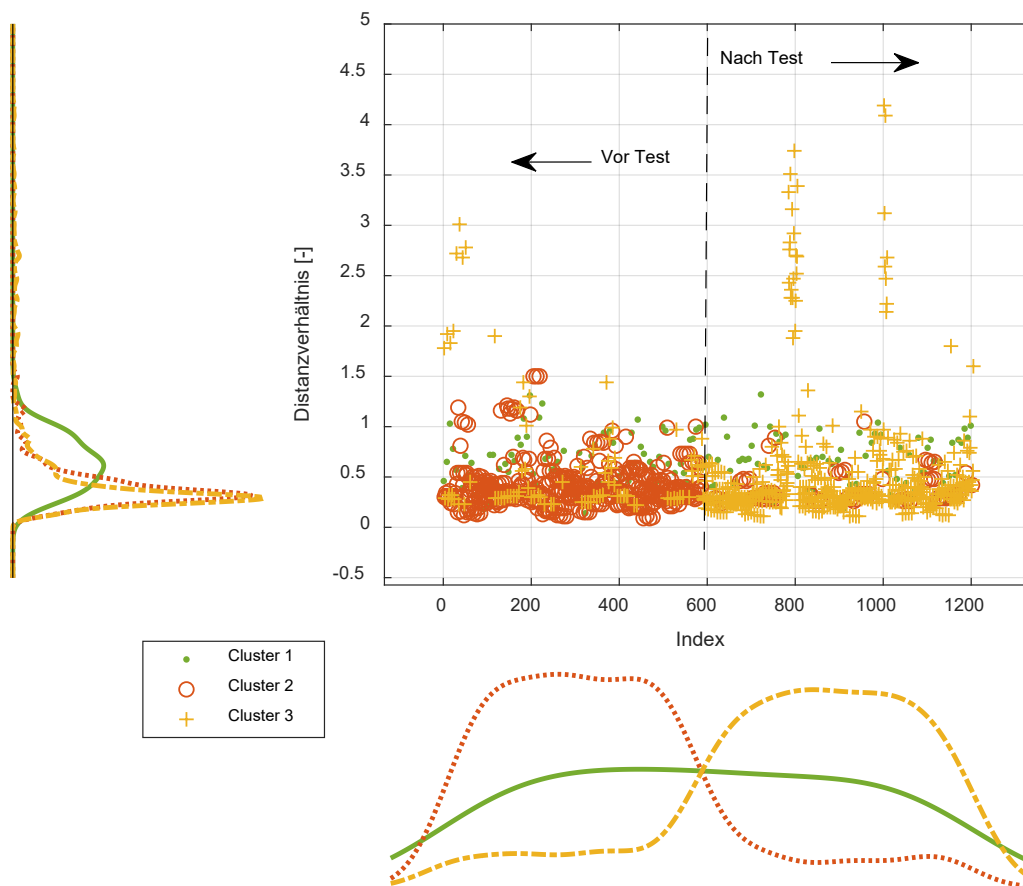 5
4.5
Nach Test
4
Vor Test
3.5
3
2.5
2
1.5
1
0.5
0
-0.5
Distanzverhältnis [-]
0 200 400 600 800 1000 1200
Index
Cluster 1
Cluster 2
Cluster 3